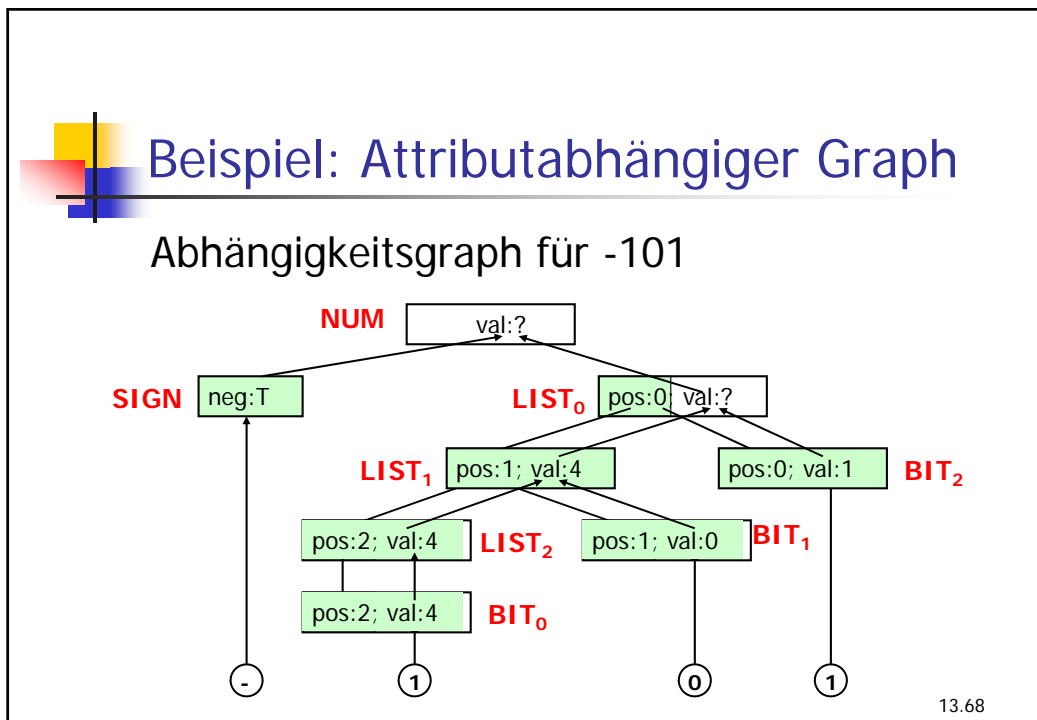 Beispiel: Attributabhängiger Graph
Abhängigkeitsgraph für -101
NUM val:?
SIGN neg:T LIST0 pos:0; val:?
LIST1 pos:1; val:4 pos:0; val:1 BIT2
pos:2; val:4 LIST2 pos:1; val:0 BIT1
pos:2; val:4 BIT0
- 1 0 1
13.68